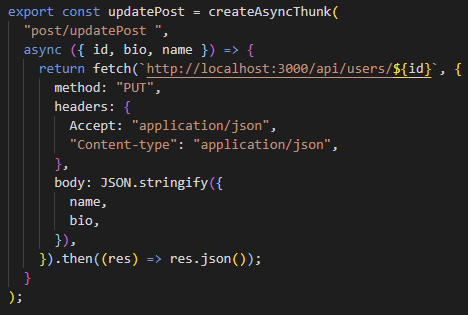 export const updatePost = createAsyncThunk(
  "post/updatePost ",
  async ({ id, bio, name }) => {
    return fetch(`http://localhost:3000/api/users/${id}`, {
      method: "PUT",
      headers: {
        Accept: "application/json",
        "Content-type": "application/json",
      },
      body: JSON.stringify({
        name,
        bio,
      }),
    }).then((res) => res.json());
  }
);